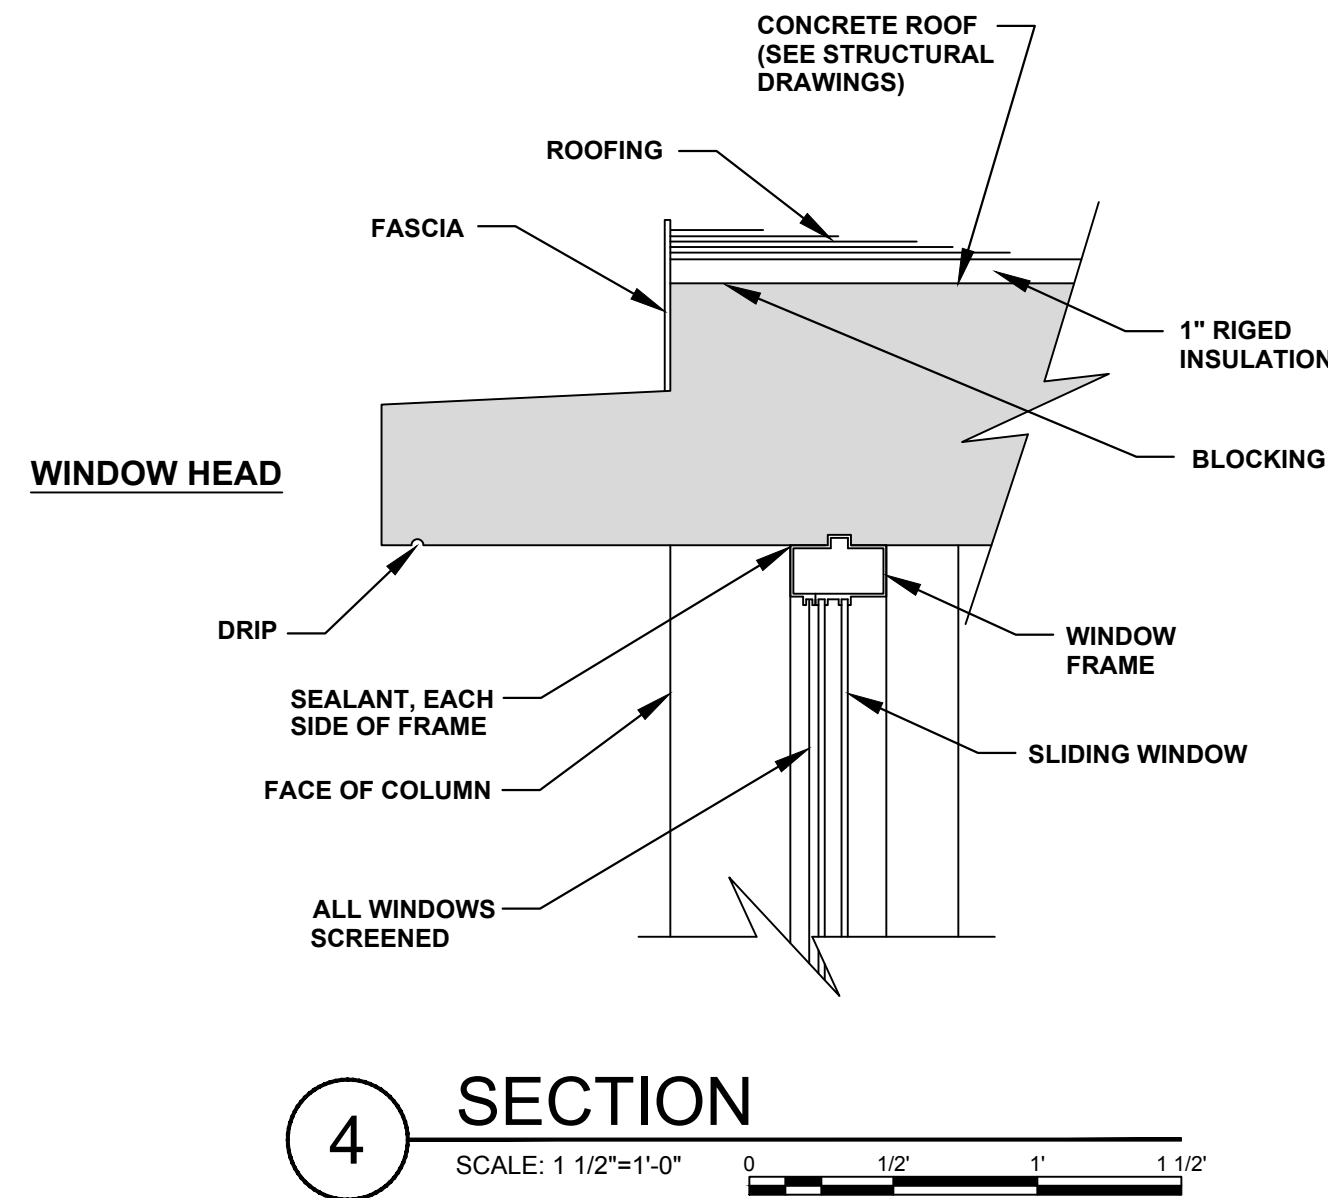 CONCRETE ROOF
(SEE STRUCTURAL
DRAWINGS)
ROOFING
FASCIA
1" RIGED
INSULATION
BLOCKING
WINDOW HEAD
DRIP
WINDOW
FRAME
SEALANT, EACH
SIDE OF FRAME
SLIDING WINDOW
FACE OF COLUMN
ALL WINDOWS
SCREENED
4
SECTION
SCALE: 1 1/2"=1'-0"
0 1/2' 1' 1 1/2'